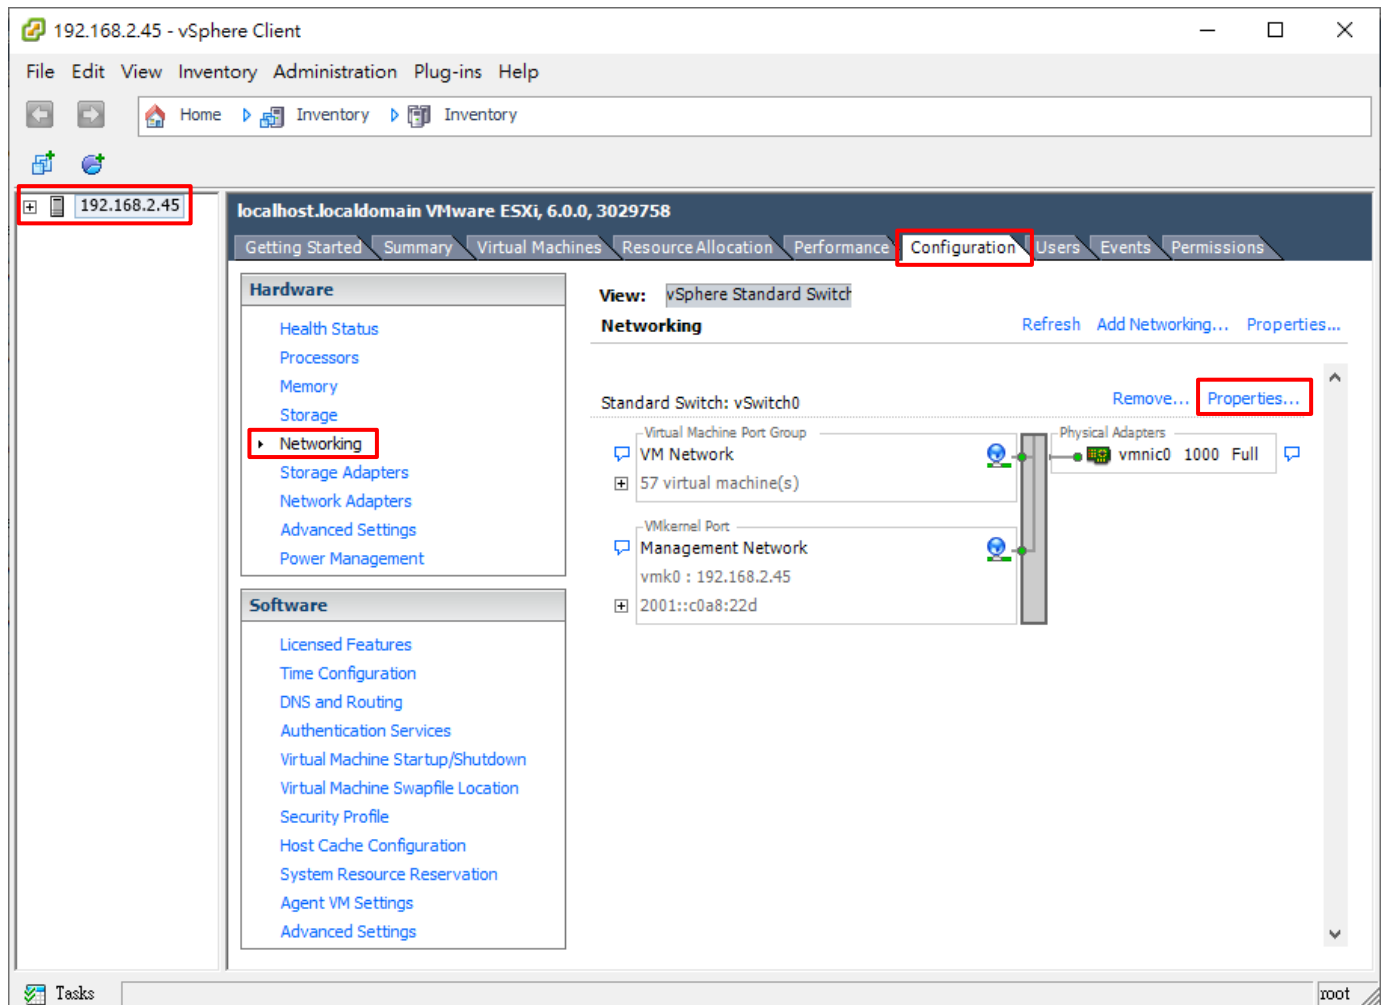 192.168.2.45 - vSphere Client
File Edit View Inventory Administration Plug-ins Help
Home Inventory Inventory
192.168.2.45
localhost.localdomain VMware ESXi, 6.0.0, 3029758
Getting Started Summary Virtual Machines Resource Allocation Performance Configuration Users Events Permissions
Hardware
Health Status
Processors
Memory
Storage
Networking
Storage Adapters
Network Adapters
Advanced Settings
Power Management
Software
Licensed Features
Time Configuration
DNS and Routing
Authentication Services
Virtual Machine Startup/Shutdown
Virtual Machine Swapfile Location
Security Profile
Host Cache Configuration
System Resource Reservation
Agent VM Settings
Advanced Settings
View: vSphere Standard Switch
Networking Refresh Add Networking... Properties...
Standard Switch: vSwitch0 Remove... Properties...
Virtual Machine Port Group
VM Network
57 virtual machine(s)
Physical Adapters
vmnic0 1000 Full
VMkernel Port
Management Network
vmk0 : 192.168.2.45
2001::c0a8:22d
Tasks root